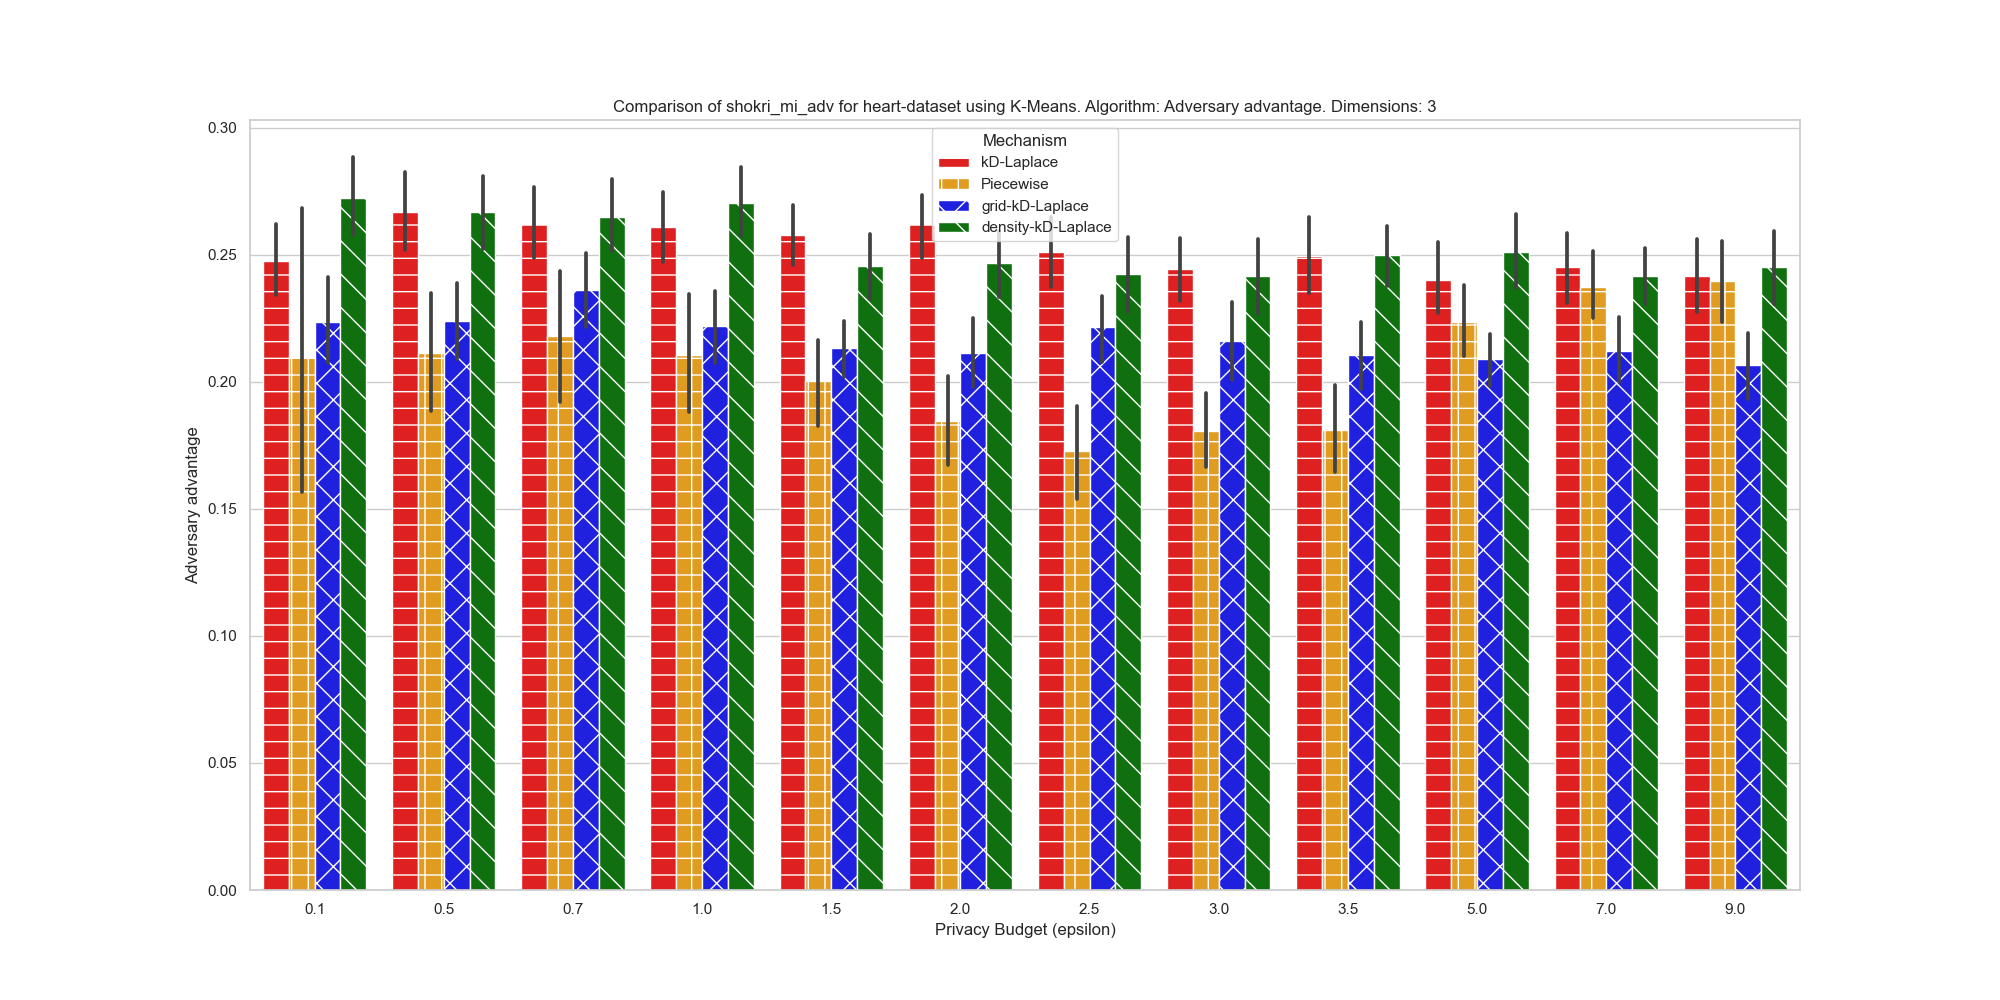 Comparison of shokri_mi_adv for heart-dataset using K-Means. Algorithm: Adversary advantage. Dimensions: 3
Mechanism
kD-Laplace
Piecewise
grid-kD-Laplace
density-kD-Laplace
Adversary advantage
0.30
0.25
0.20
0.15
0.10
0.05
0.00
0.1 0.5 0.7 1.0 1.5 2.0 2.5 3.0 3.5 5.0 7.0 9.0
Privacy Budget (epsilon)